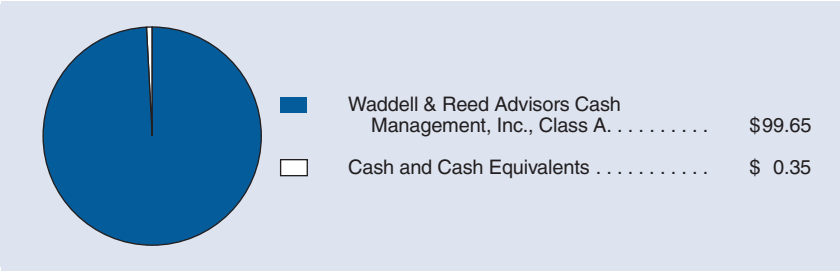 Waddell & Reed Advisors Cash
Management, Inc., Class A. . . . . . . . . . $99.65
Cash and Cash Equivalents . . . . . . . . . . . $ 0.35